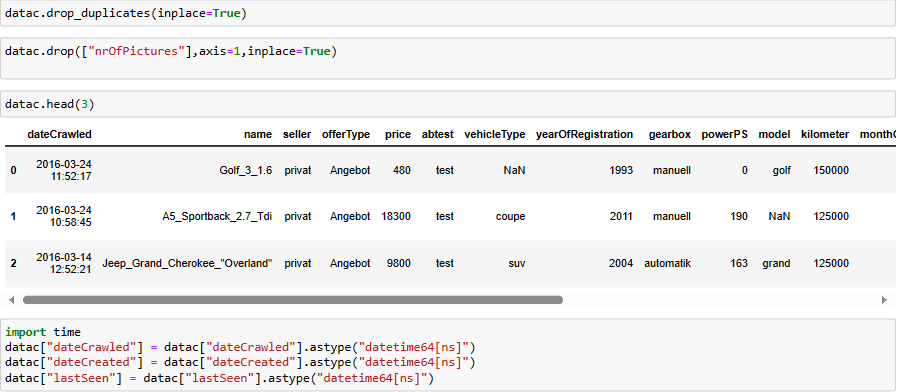 datac.drop_duplicates(inplace=True)
datac.drop(["nrOfPictures"],axis=1,inplace=True)
datac.head(3)
dateCrawled name seller offerType price abtest vehicleType yearOfRegistration gearbox powerPS model kilometer month
0 2016-03-24 11:52:17 Golf_3_1.6 privat Angebot 480 test NaN 1993 manuell 0 golf 150000
1 2016-03-24 10:58:45 A5_Sportback_2.7_Tdi privat Angebot 18300 test coupe 2011 manuell 190 NaN 125000
2 2016-03-14 12:52:21 Jeep_Grand_Cherokee_"Overland" privat Angebot 9800 test suv 2004 automatik 163 grand 125000
import time
datac["dateCrawled"] = datac["dateCrawled"].astype("datetime64[ns]")
datac["dateCreated"] = datac["dateCreated"].astype("datetime64[ns]")
datac["lastSeen"] = datac["lastSeen"].astype("datetime64[ns]")